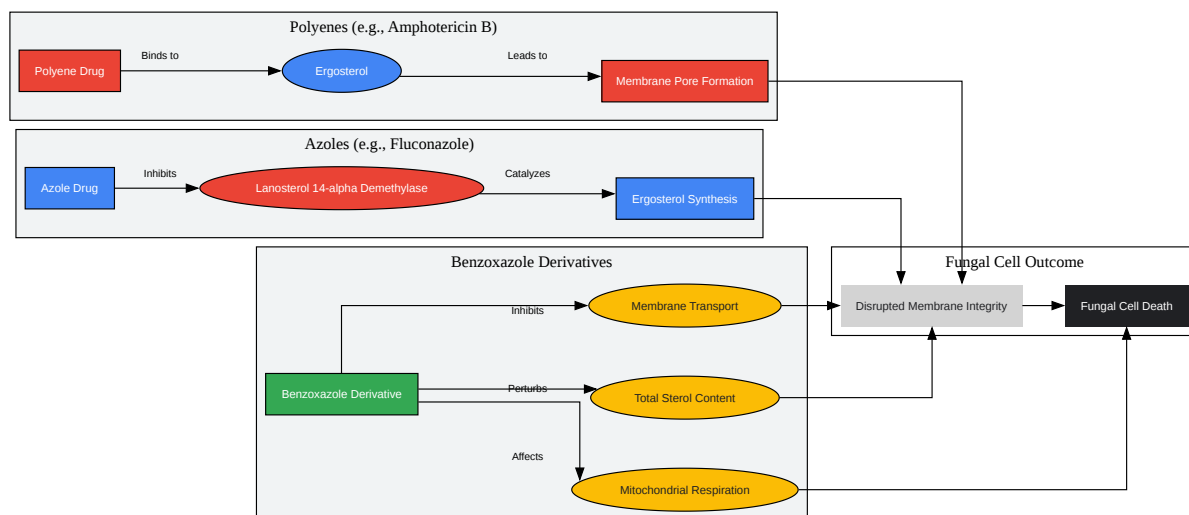 Polyenes (e.g., Amphotericin B)
Polyene Drug
Binds to
Ergosterol
Leads to
Membrane Pore Formation
Azoles (e.g., Fluconazole)
Azole Drug
Inhibits
Lanosterol 14-alpha Demethylase
Catalyzes
Ergosterol Synthesis
Benzoxazole Derivatives
Benzoxazole Derivative
Inhibits
Membrane Transport
Perturbs
Total Sterol Content
Affects
Mitochondrial Respiration
Fungal Cell Outcome
Disrupted Membrane Integrity
Fungal Cell Death